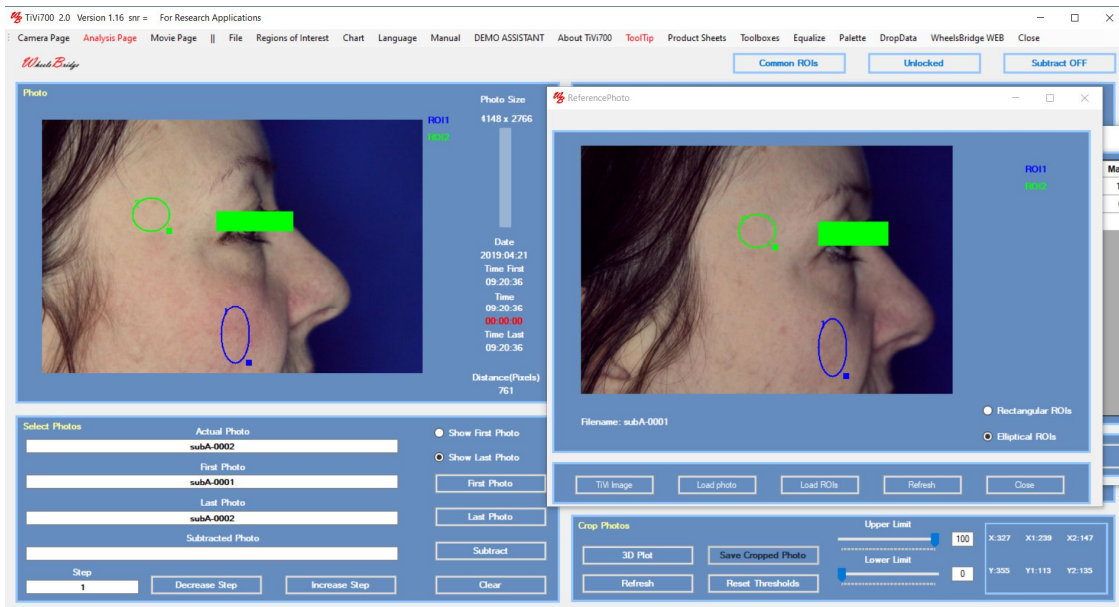 TiVi700 2.0 Version 1.16 snr = For Research Applications
Camera Page Analysis Page Movie Page || File Regions of Interest Chart Language Manual DEMO ASSISTANT About TiVi700 ToolTip Product Sheets Toolboxes Equalize Palette DropData WheelsBridge WEB Close
WheelsBridge
Common ROIs
Unlocked
Subtract OFF
Photo
ROI1
ROI2
Photo Size
4148 x 2766
Date
2019:04:21
Time First
09:20:36
Time
09:20:36
00:00:00
Time Last
09:20:36
Distance(Pixels)
761
ReferencePhoto
ROI1
ROI2
Filename: subA-0001
Rectangular ROIs
Elliptical ROIs
TiVi Image
Load photo
Load ROIs
Refresh
Close
Ma
Select Photos
Actual Photo
subA-0002
First Photo
subA-0001
Last Photo
subA-0002
Subtracted Photo
Step
1
Decrease Step
Increase Step
Show First Photo
Show Last Photo
First Photo
Last Photo
Subtract
Clear
Crop Photos
3D Plot
Save Cropped Photo
Refresh
Reset Thresholds
Upper Limit
100
Lower Limit
0
X:327 X1:239 X2:147
Y:355 Y1:113 Y2:135